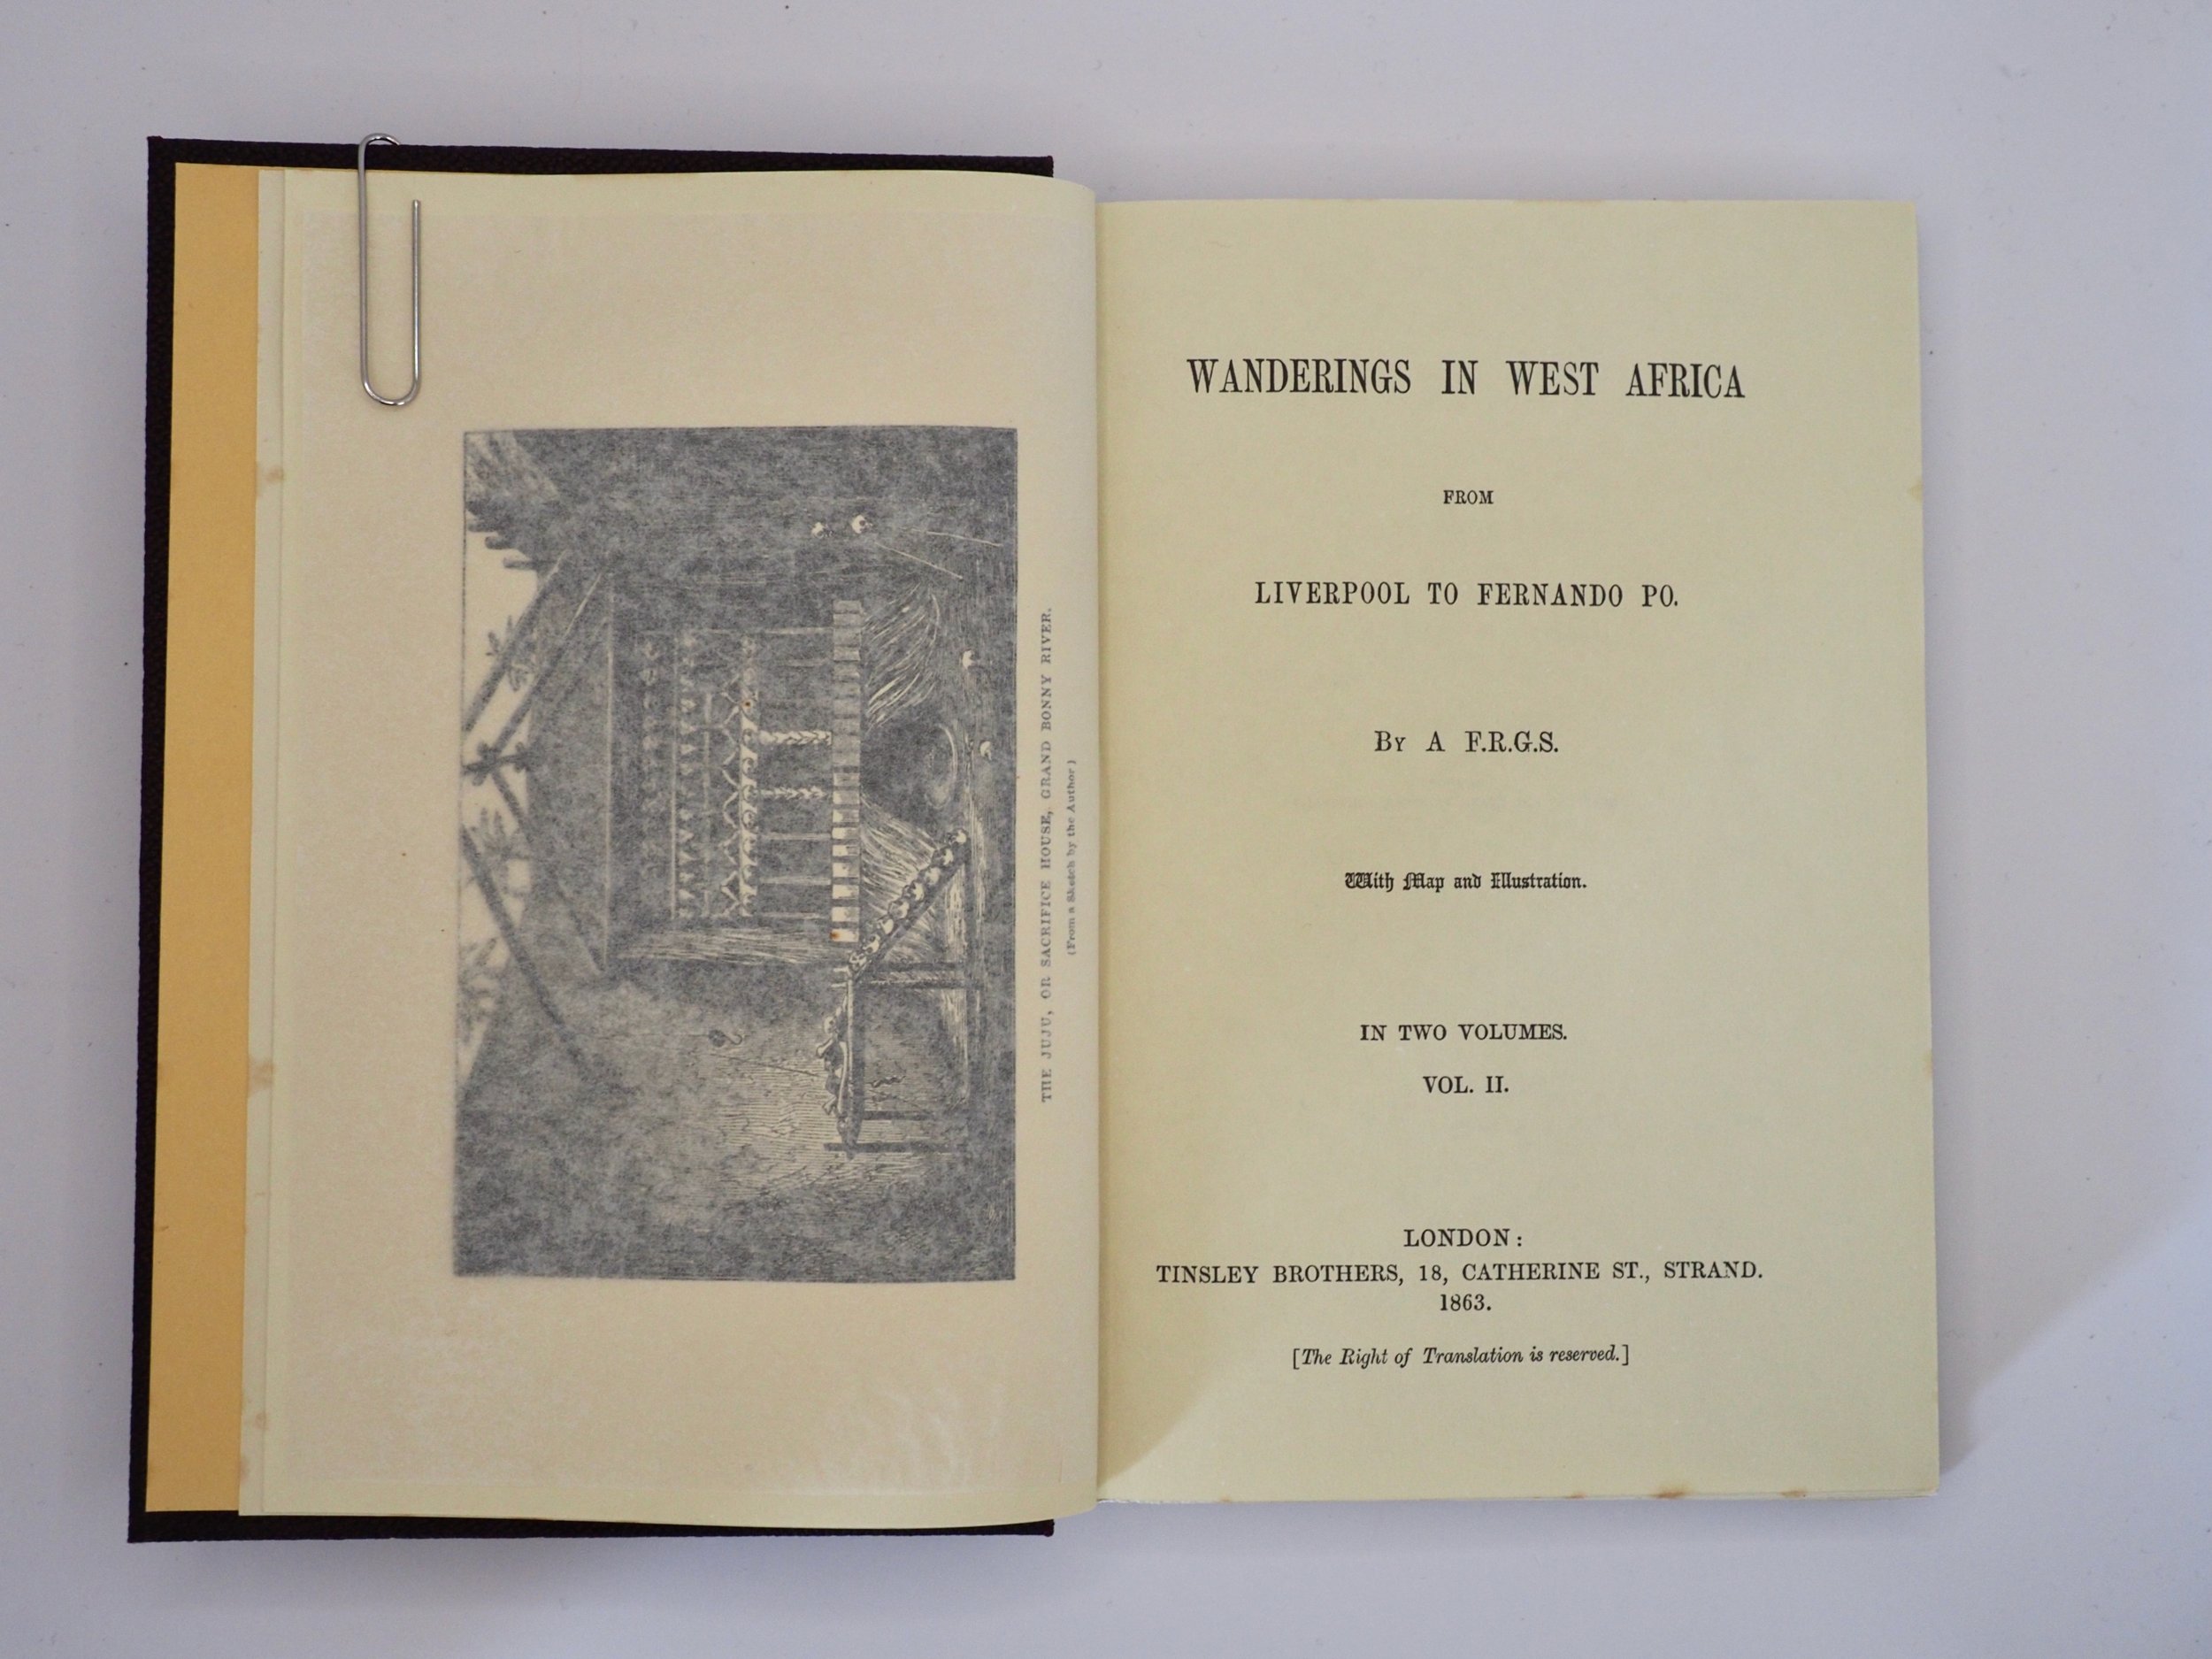 THE JUJU, OR SACRIFICE HOUSE, GRAND BONNY RIVER.
(From a Sketch by the Author)
WANDERINGS IN WEST AFRICA
FROM
LIVERPOOL TO FERNANDO PO.
By A F.R.G.S.
With Map and Illustration.
IN TWO VOLUMES.
VOL. II.
LONDON:
TINSLEY BROTHERS, 18, CATHERINE ST., STRAND.
1863.
[The Right of Translation is reserved.]